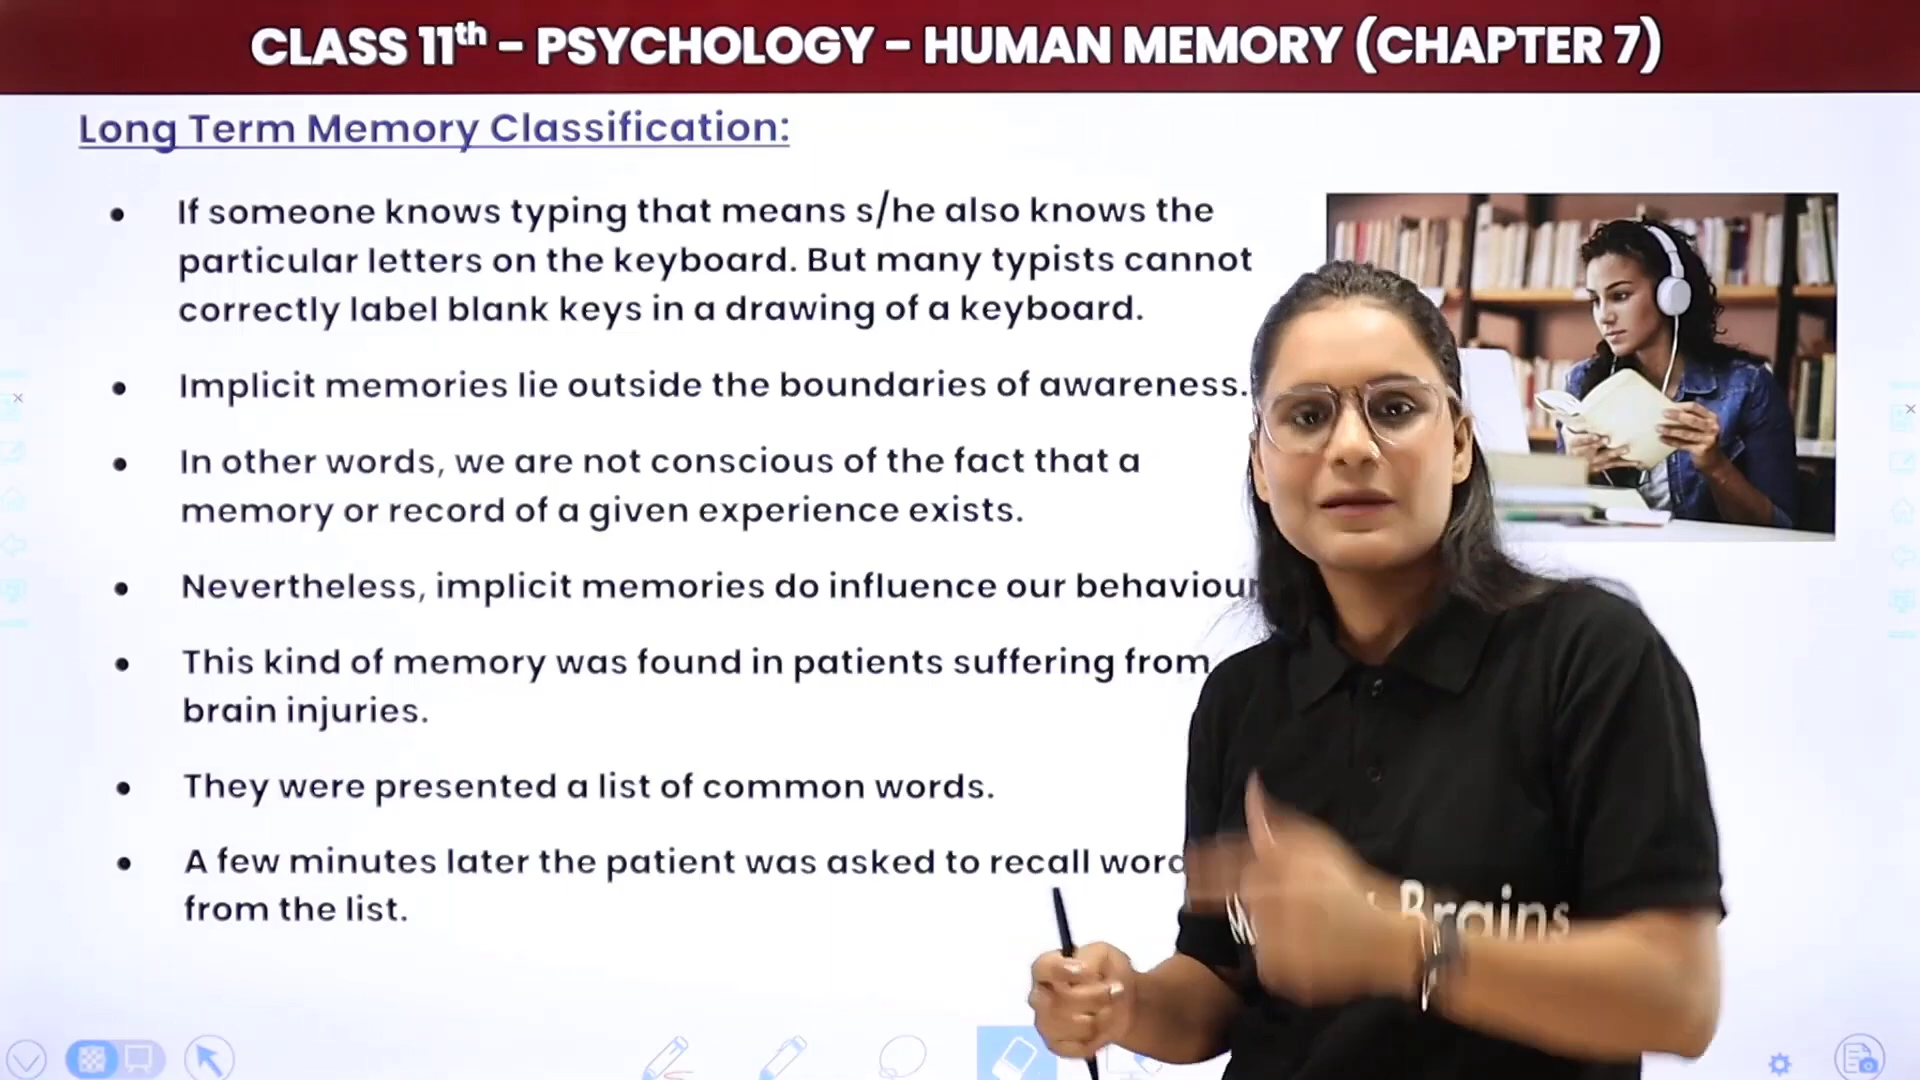 CLASS 11th – PSYCHOLOGY – HUMAN MEMORY (CHAPTER 7)
Long Term Memory Classification:
• If someone knows typing that means s/he also knows the
particular letters on the keyboard. But many typists cannot
correctly label blank keys in a drawing of a keyboard.
• Implicit memories lie outside the boundaries of awareness.
• In other words, we are not conscious of the fact that a
memory or record of a given experience exists.
• Nevertheless, implicit memories do influence our behaviour
• This kind of memory was found in patients suffering from
brain injuries.
• They were presented a list of common words.
• A few minutes later the patient was asked to recall word
from the list.
Brains